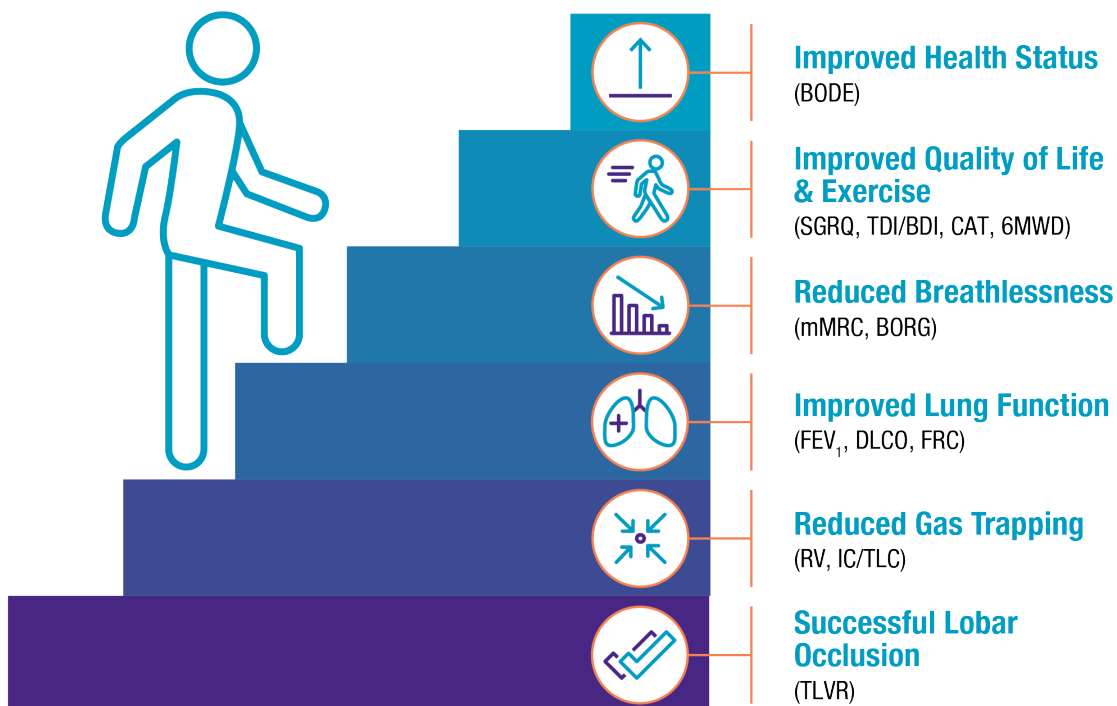 Improved Health Status
(BODE)
Improved Quality of Life
& Exercise
(SGRQ, TDI/BDI, CAT, 6MWD)
Reduced Breathlessness
(mMRC, BORG)
Improved Lung Function
(FEV₁, DLCO, FRC)
Reduced Gas Trapping
(RV, IC/TLC)
Successful Lobar
Occlusion
(TLVR)